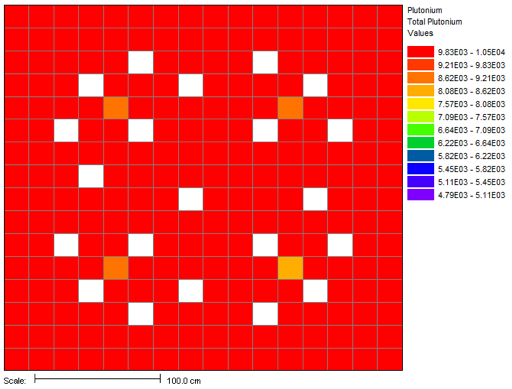 Plutonium
Total Plutonium
Values
9.83E03 - 1.05E04
9.21E03 - 9.83E03
8.62E03 - 9.21E03
8.08E03 - 8.62E03
7.57E03 - 8.08E03
7.09E03 - 7.57E03
6.64E03 - 7.09E03
6.22E03 - 6.64E03
5.82E03 - 6.22E03
5.45E03 - 5.82E03
5.11E03 - 5.45E03
4.79E03 - 5.11E03
Scale: 100.0 cm